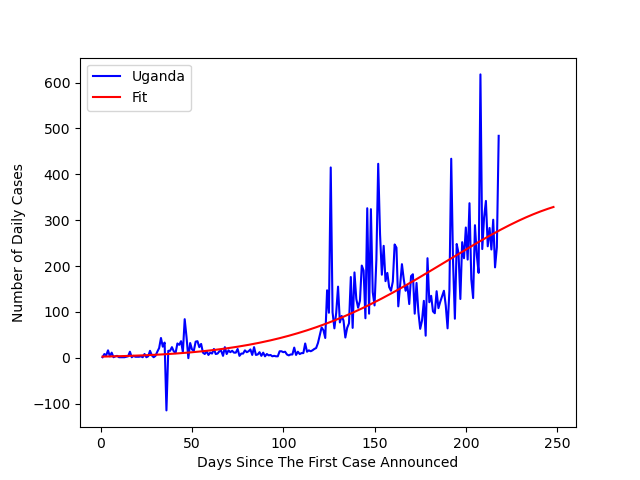 Uganda
Fit
600
500
400
300
200
100
0
−100
Number of Daily Cases
0 50 100 150 200 250
Days Since The First Case Announced